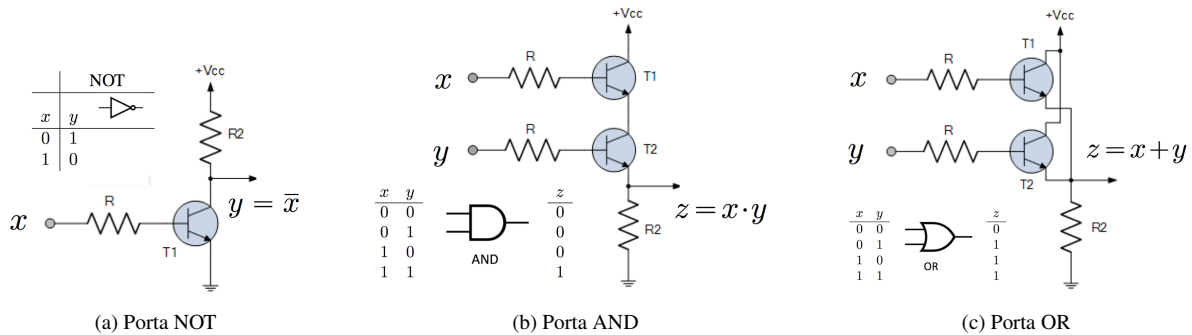 NOT
x y
0 1
1 0
+Vcc
R2
R
x
T1
y = x̅
(a) Porta NOT
+Vcc
x
R
T1
y
R
T2
x y z
0 0 0
0 1 0
1 0 0
1 1 1
AND
z = x · y
R2
(b) Porta AND
+Vcc
T1
x
R
y
R
T2
z = x + y
x y z
0 0 0
0 1 1
1 0 1
1 1 1
OR
R2
(c) Porta OR